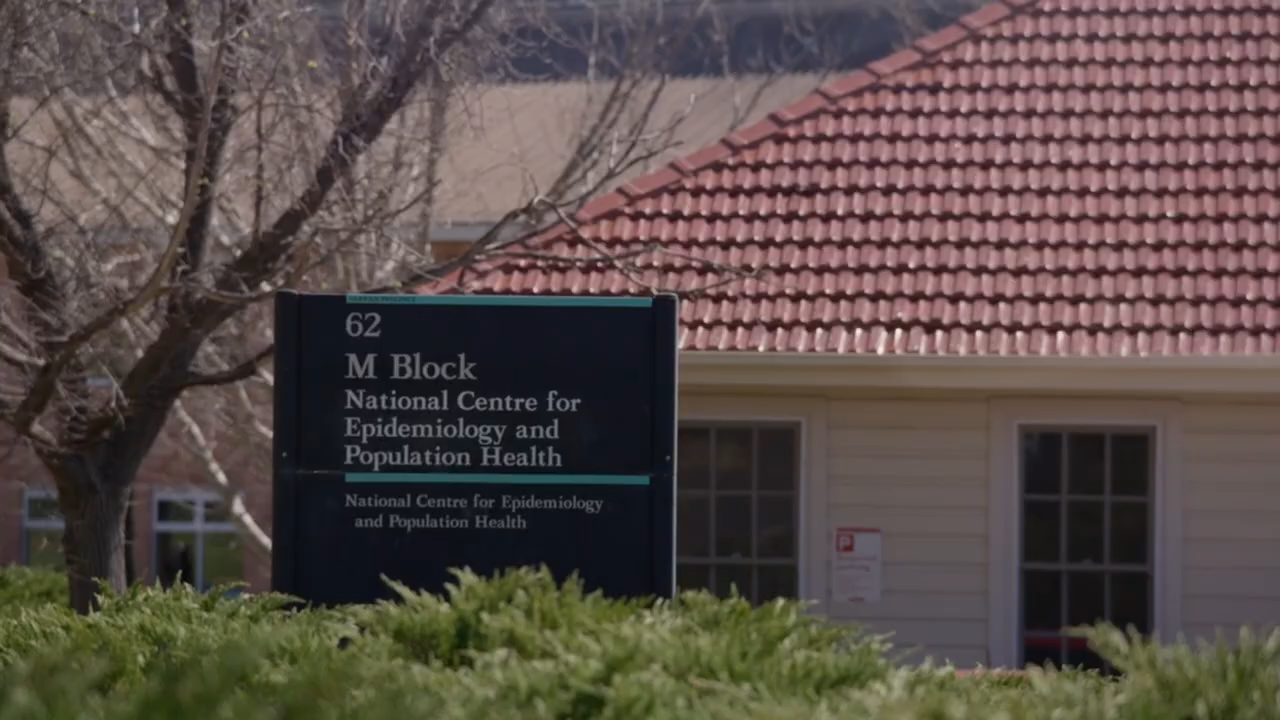 62
M Block
National Centre for
Epidemiology and
Population Health
National Centre for Epidemiology
and Population Health
P